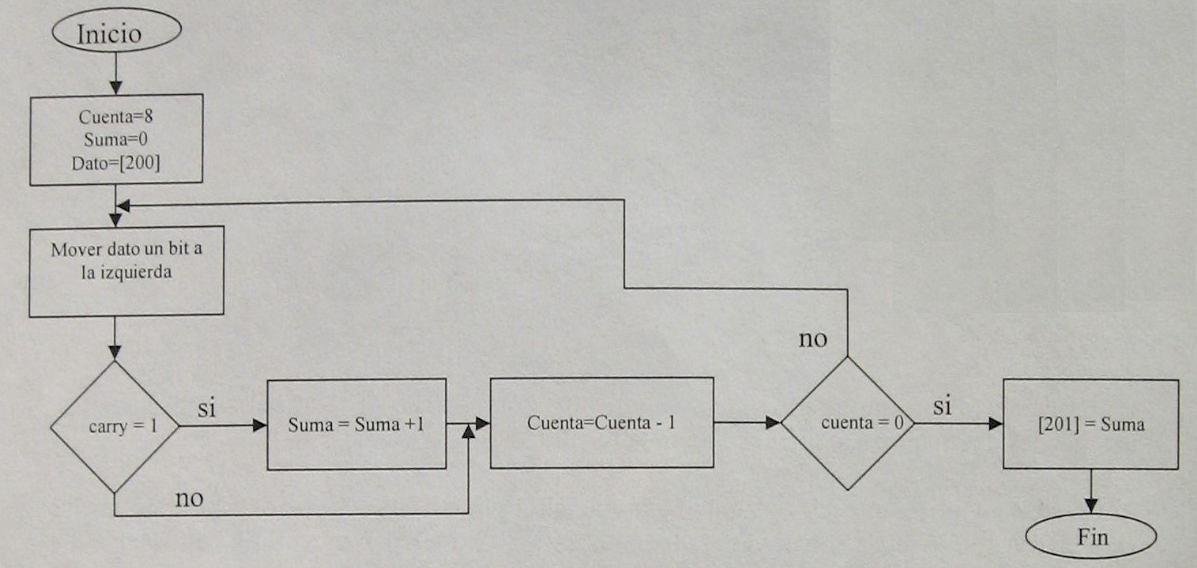 Inicio
Cuenta=8
Suma=0
Dato=[200]
Mover dato un bit a
la izquierda
carry = 1
si
no
Suma = Suma +1
Cuenta=Cuenta - 1
cuenta = 0
no
si
[201] = Suma
Fin